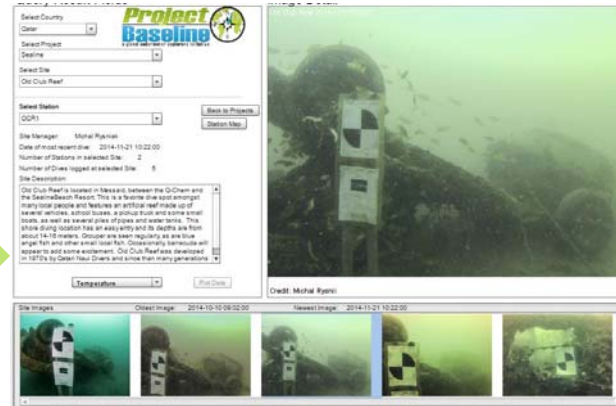 Query Result Fields
Select Country
Qatar
Project
Baseline
Select Project
Sealine
Select Site
Old Club Reef
Select Station
OCR1
Back to Projects
Station Map
Site Manager: Michal Rysniak
Date of most recent dive: 2014-11-21 10:22:00
Number of Stations in selected Site: 2
Number of Dives logged at selected Site: 5
Site Description:
Old Club Reef is located in Messaid, between the Q-Chem and
the SealineBeach Resort. This is a favorite dive spot amongst
many local people and features an artificial reef made up of
several vehicles, school buses, a pickup truck and some small
boats, as well as several piles of pipes and water tanks. This
shore diving location has an easy entry and its depths are from
about 14-16 meters. Grouper are seen regularly, as are blue
angel fish and other small local fish. Occasionally, barracuda will
appear to add some excitement. Old Club Reef was developed
in 1970's by Qatari Naui Divers and since than many generations
Temperature
Plot Data
Image Detail
Credit: Michal Rysnii
Site Images
Oldest Image: 2014-10-10 09:02:00
Newest Image: 2014-11-21 10:22:00